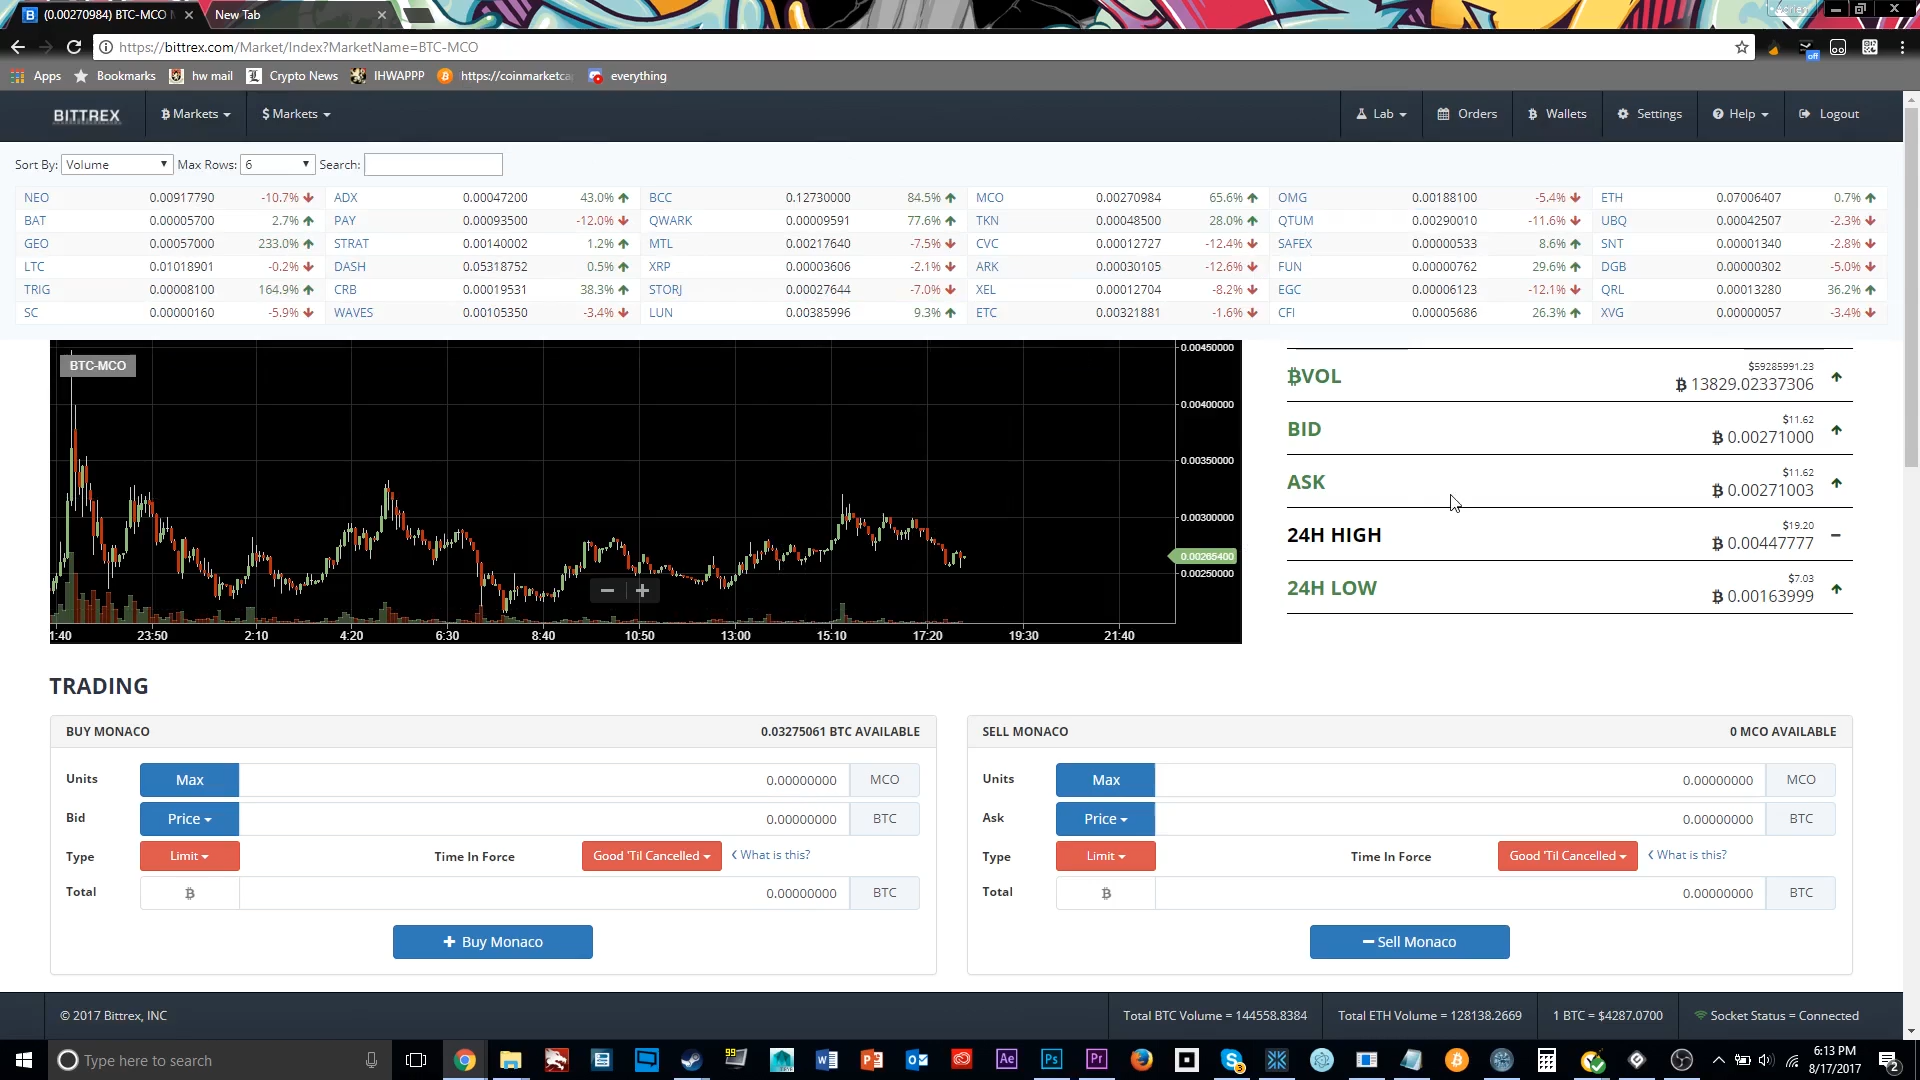 (0.00270984) BTC-MCO
New Tab
https://bittrex.com/Market/Index?MarketName=BTC-MCO
Apps Bookmarks hw mail Crypto News IHWAPPP https://coinmarketca everything
off
BITTREX Ƀ Markets $ Markets Lab Orders Ƀ Wallets Settings Help Logout
Sort By: Volume Max Rows: 6 Search:
NEO 0.00917790 -10.7% ADX 0.00047200 43.0% BCC 0.12730000 84.5% MCO 0.00270984 65.6% OMG 0.00188100 -5.4% ETH 0.07006407 0.7%
BAT 0.00005700 2.7% PAY 0.00093500 -12.0% QWARK 0.00009591 77.6% TKN 0.00048500 28.0% QTUM 0.00290010 -11.6% UBQ 0.00042507 -2.3%
GEO 0.00057000 233.0% STRAT 0.00140002 1.2% MTL 0.00217640 -7.5% CVC 0.00012727 -12.4% SAFEX 0.00000533 8.6% SNT 0.00001340 -2.8%
LTC 0.01018901 -0.2% DASH 0.05318752 0.5% XRP 0.00003606 -2.1% ARK 0.00030105 -12.6% FUN 0.00000762 29.6% DGB 0.00000302 -5.0%
TRIG 0.00008100 164.9% CRB 0.00019531 38.3% STORJ 0.00027644 -7.0% XEL 0.00012704 -8.2% EGC 0.00006123 -12.1% QRL 0.00013280 36.2%
SC 0.00000160 -5.9% WAVES 0.00105350 -3.4% LUN 0.00385996 9.3% ETC 0.00321881 -1.6% CFI 0.00005686 26.3% XVG 0.00000057 -3.4%
BTC-MCO
0.00450000
0.00400000
0.00350000
0.00300000
0.00265400
0.00250000
1:40 23:50 2:10 4:20 6:30 8:40 10:50 13:00 15:10 17:20 19:30 21:40
ɃVOL $59285991.23
Ƀ 13829.02337306
BID $11.62
Ƀ 0.00271000
ASK $11.62
Ƀ 0.00271003
24H HIGH $19.20
Ƀ 0.00447777
24H LOW $7.03
Ƀ 0.00163999
TRADING
BUY MONACO 0.03275061 BTC AVAILABLE
Units Max 0.00000000 MCO
Bid Price 0.00000000 BTC
Type Limit Time In Force Good 'Til Cancelled What is this?
Total Ƀ 0.00000000 BTC
Buy Monaco
SELL MONACO 0 MCO AVAILABLE
Units Max 0.00000000 MCO
Ask Price 0.00000000 BTC
Type Limit Time In Force Good 'Til Cancelled What is this?
Total Ƀ 0.00000000 BTC
Sell Monaco
© 2017 Bittrex, INC Total BTC Volume = 144558.8384 Total ETH Volume = 128138.2669 1 BTC = $4287.0700 Socket Status = Connected
Type here to search
99
Ae Ps Pr
3
6:13 PM
8/17/2017
2